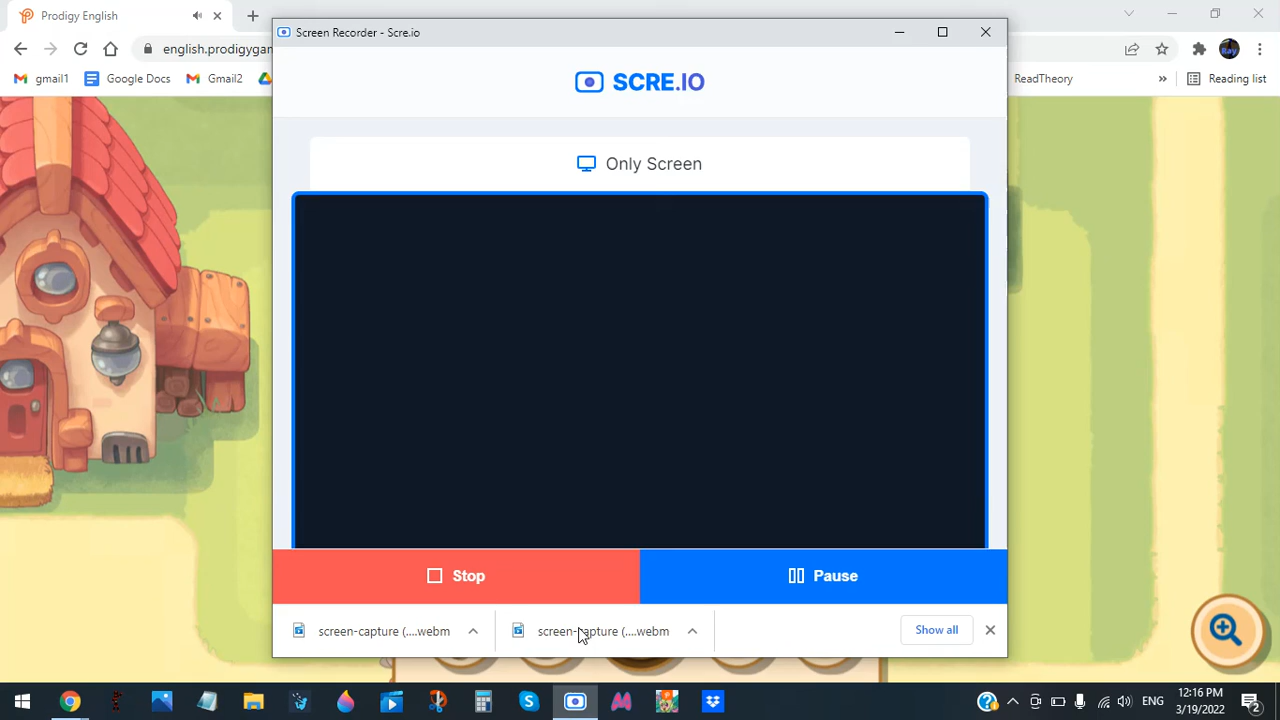 Prodigy English
Screen Recorder - Scre.io
english.prodigygan
gmail1
Google Docs
Gmail2
ReadTheory
»
Reading list
SCRE.IO
Only Screen
Stop
Pause
screen-capture (....webm
screen-capture (....webm
Show all
ENG
12:16 PM
3/19/2022
2